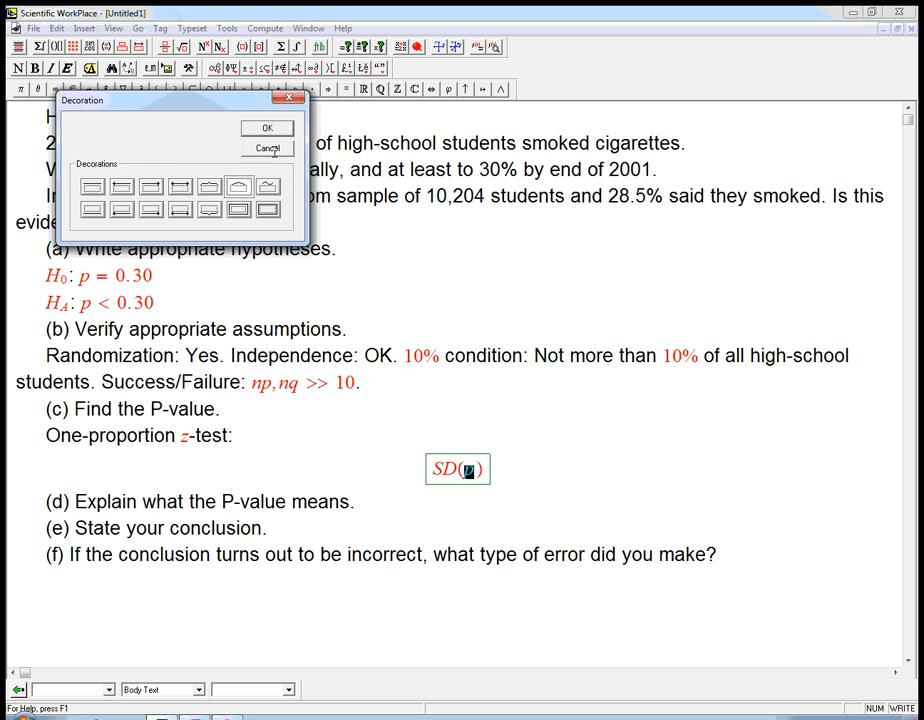 Scientific WorkPlace - [Untitled1]
File Edit Insert View Go Tag Typeset Tools Compute Window Help
Decoration
OK
Cancel
Decorations
H
2 of high-school students smoked cigarettes.
W ally, and at least to 30% by end of 2001.
In om sample of 10,204 students and 28.5% said they smoked. Is this
evide
(a) Write appropriate hypotheses.
H₀: p = 0.30
H_A: p < 0.30
(b) Verify appropriate assumptions.
Randomization: Yes. Independence: OK. 10% condition: Not more than 10% of all high-school
students. Success/Failure: np, nq >> 10.
(c) Find the P-value.
One-proportion z-test:
SD(p)
(d) Explain what the P-value means.
(e) State your conclusion.
(f) If the conclusion turns out to be incorrect, what type of error did you make?
Body Text
For Help, press F1
NUM WRITE